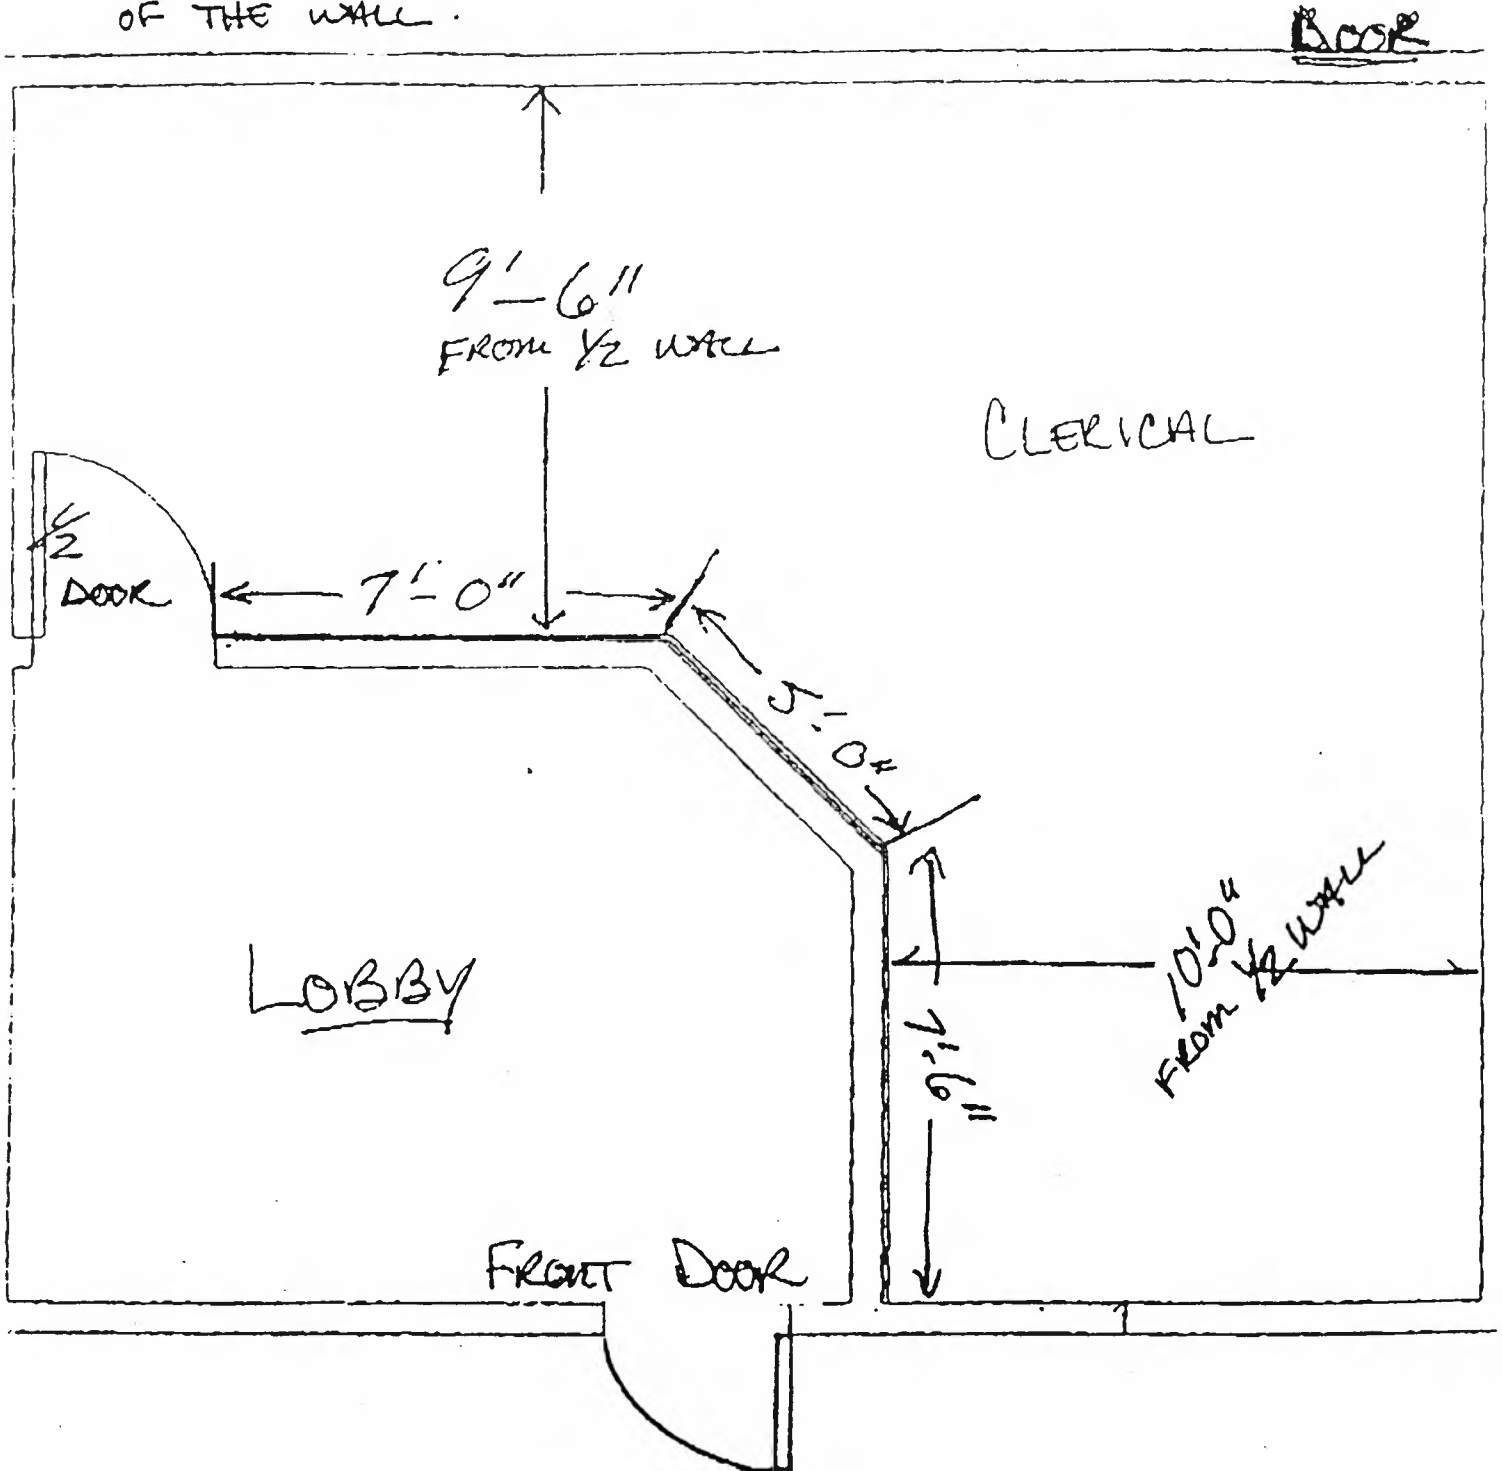 OF THE WALL.
DOOR
9'-6"
FROM 1/2 WALL
CLERICAL
1/2
DOOR
7'-0"
5'-0"
10'-0"
FROM 1/2 WALL
7'-6"
LOBBY
FRONT DOOR